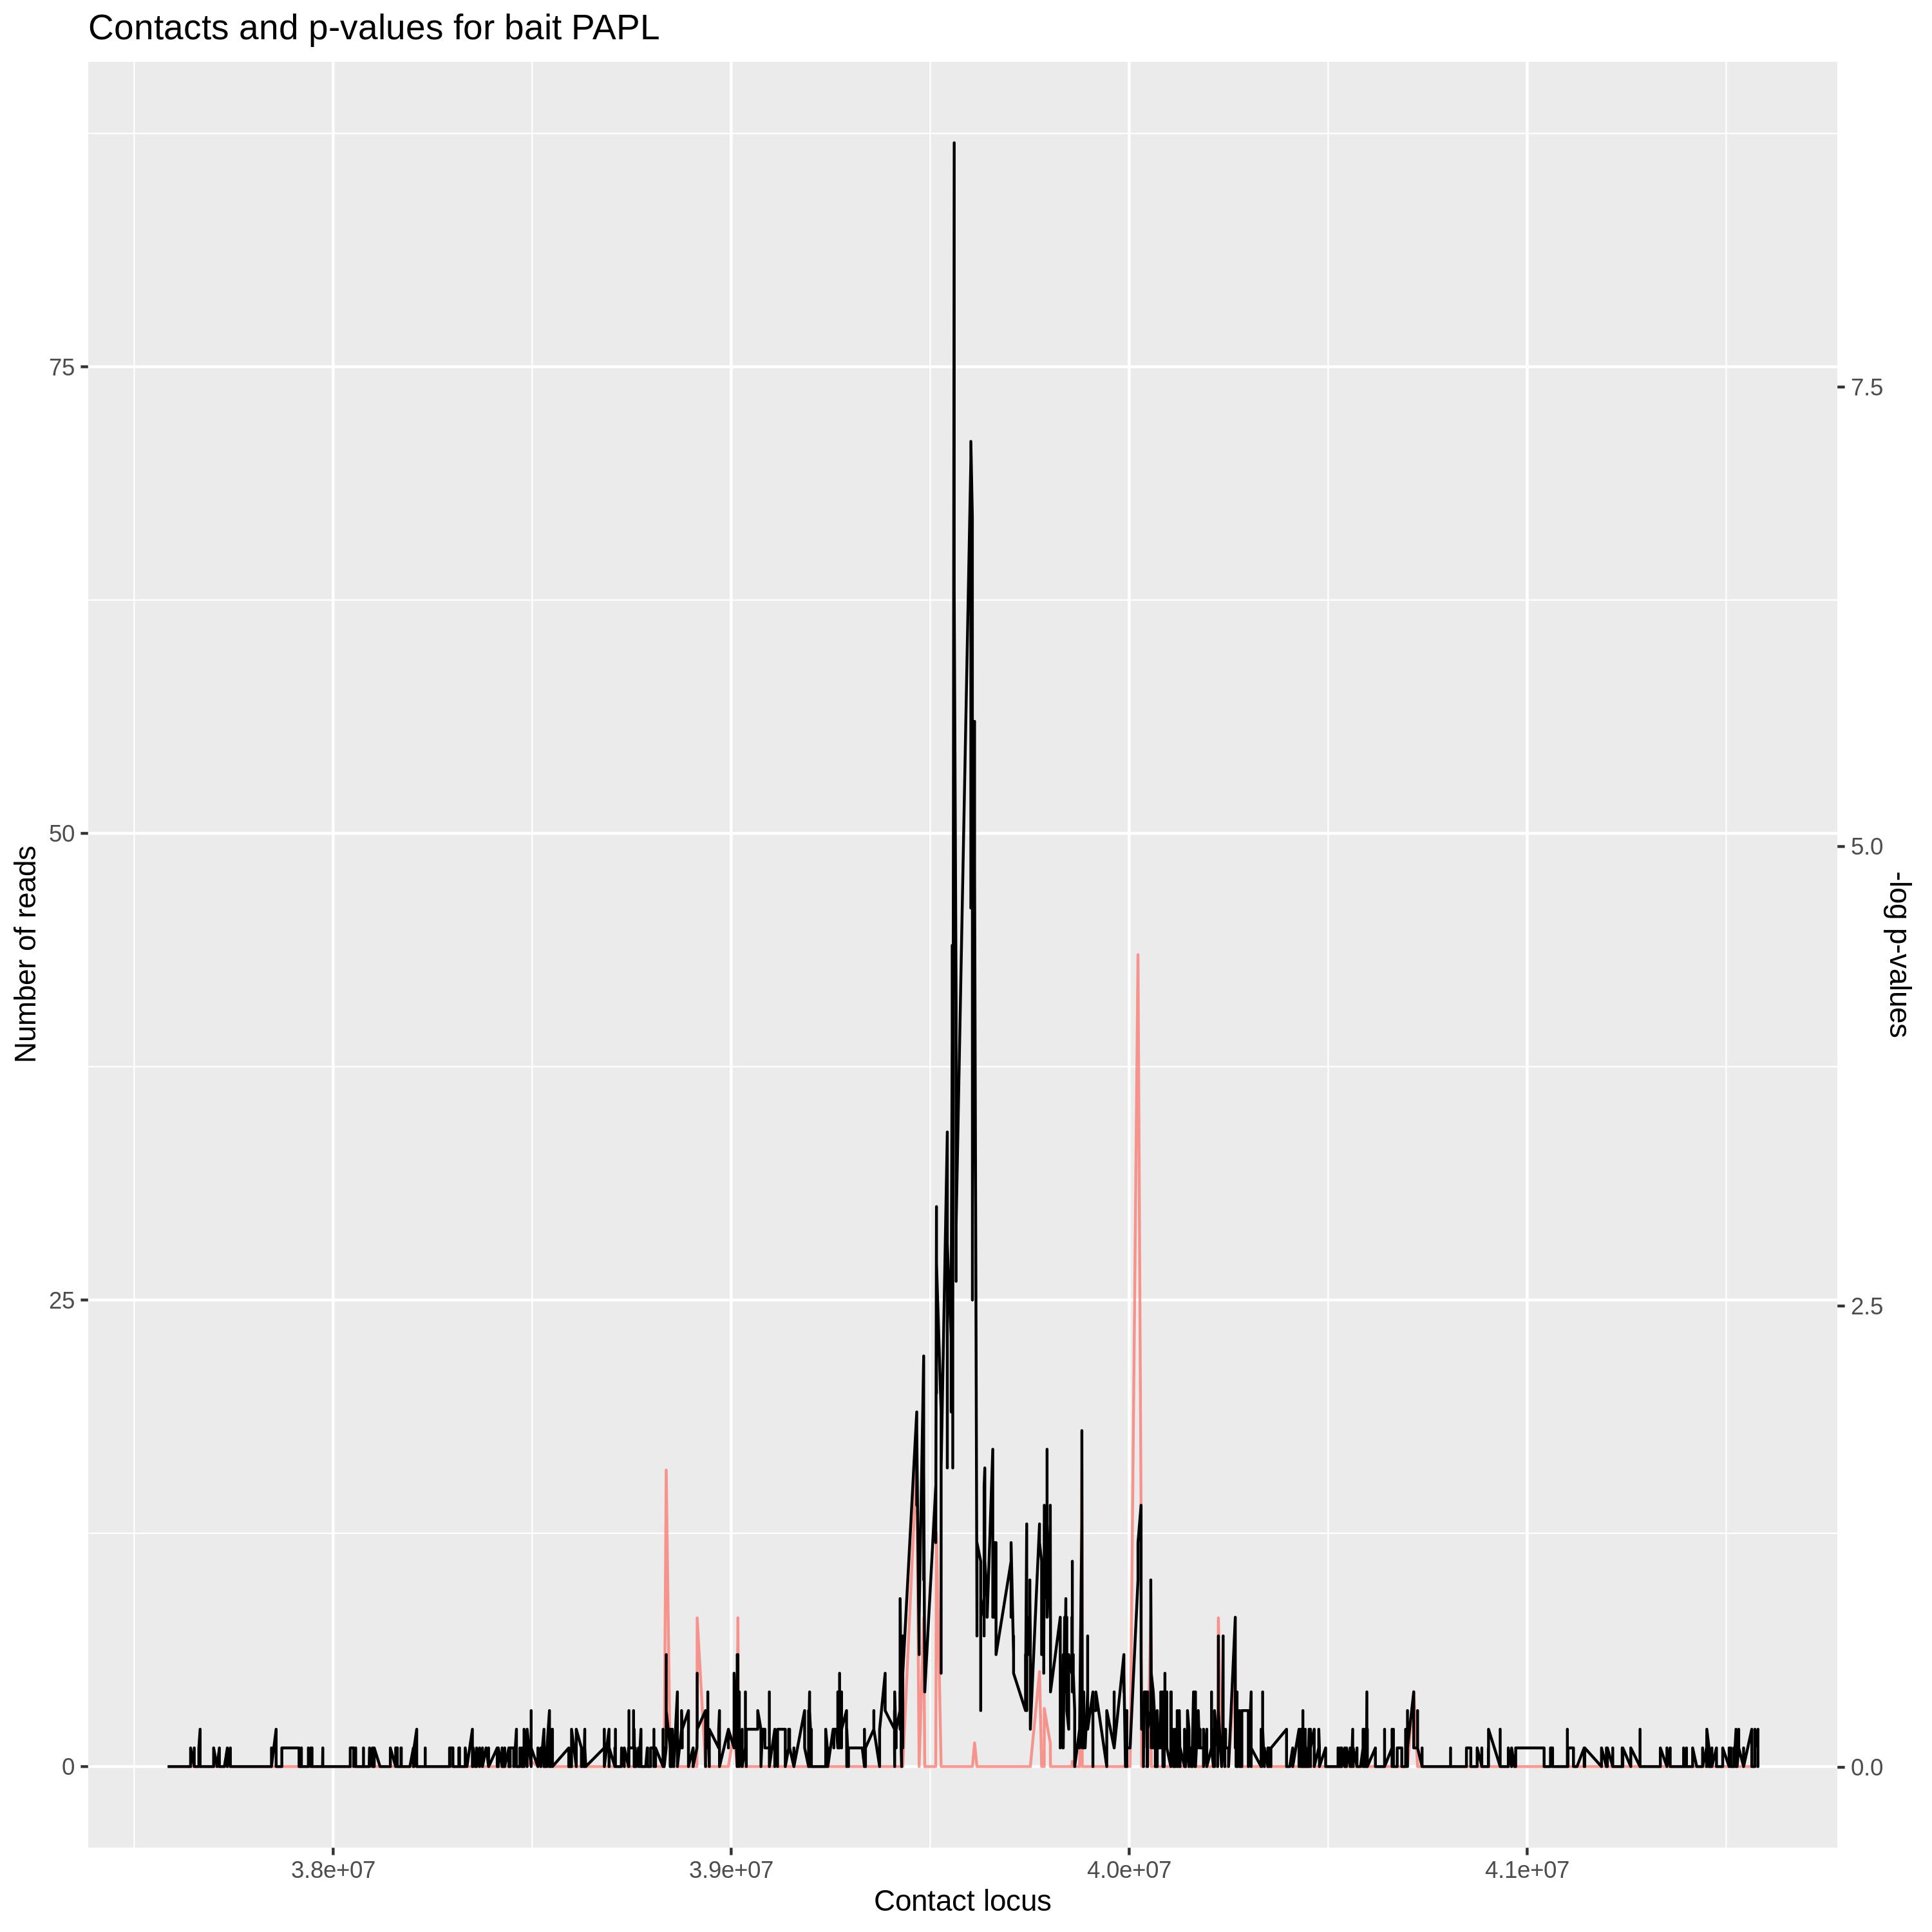 Contacts and p-values for bait PAPL
75
50
25
0
Number of reads
7.5
5.0
2.5
0.0
-log p-values
3.8e+07
3.9e+07
4.0e+07
4.1e+07
Contact locus